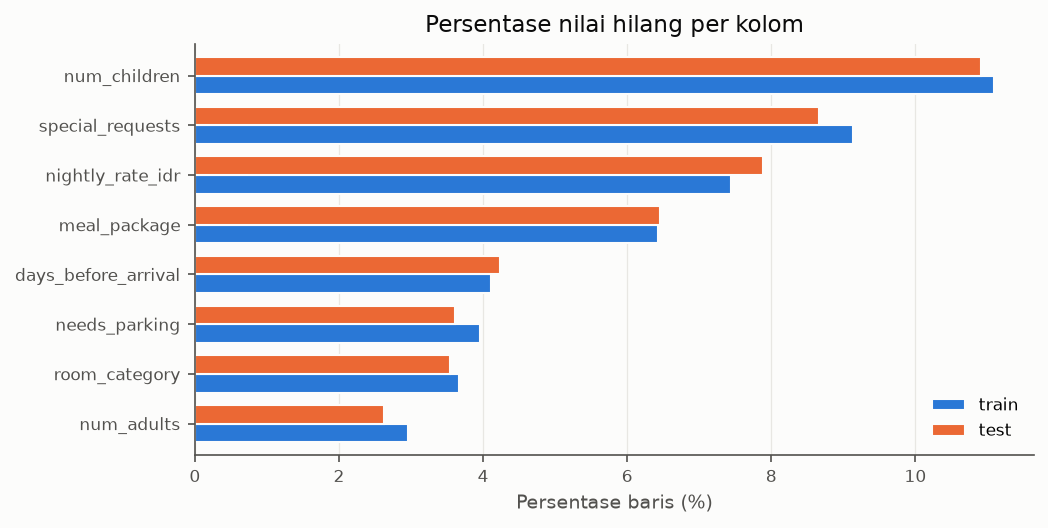 Persentase nilai hilang per kolom
num_children
special_requests
nightly_rate_idr
meal_package
days_before_arrival
needs_parking
room_category
num_adults
train
test
0 2 4 6 8 10
Persentase baris (%)